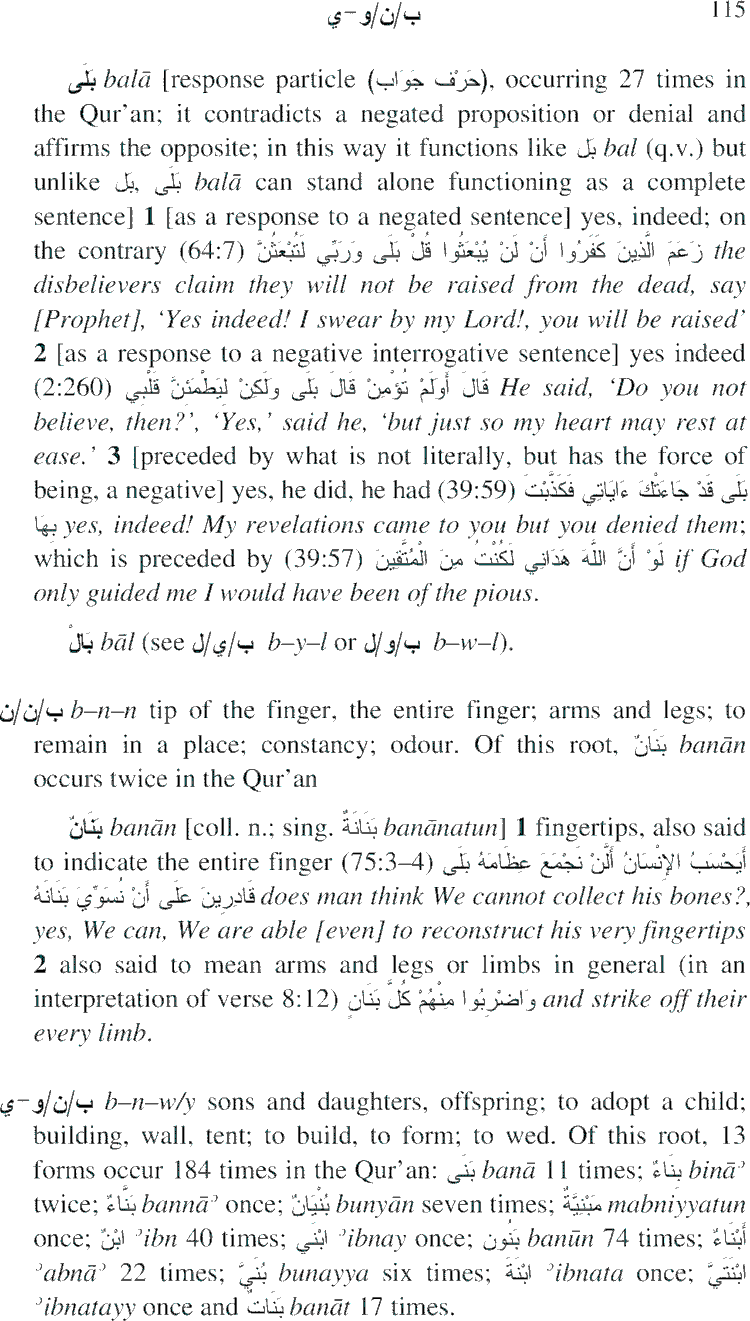 ب/ن/و-ي 115
بَلَى balā [response particle (حَرْف جَوَاب), occurring 27 times in
the Qur’an; it contradicts a negated proposition or denial and
affirms the opposite; in this way it functions like بَل bal (q.v.) but
unlike بَل, بَلَى balā can stand alone functioning as a complete
sentence] 1 [as a response to a negated sentence] yes, indeed; on
the contrary (64:7) زَعَمَ الَّذِينَ كَفَرُوا أَنْ لَنْ يُبْعَثُوا قُلْ بَلَى وَرَبِّي لَتُبْعَثُنَّ the
disbelievers claim they will not be raised from the dead, say
[Prophet], ‘Yes indeed! I swear by my Lord!, you will be raised’
2 [as a response to a negative interrogative sentence] yes indeed
(2:260) قَالَ أَوَلَمْ تُؤْمِنْ قَالَ بَلَى وَلَكِنْ لِيَطْمَئِنَّ قَلْبِي He said, ‘Do you not
believe, then?’, ‘Yes,’ said he, ‘but just so my heart may rest at
ease.’ 3 [preceded by what is not literally, but has the force of
being, a negative] yes, he did, he had (39:59) بَلَى قَدْ جَاءَتْكَ ءَايَاتِي فَكَذَّبْتَ
بِهَا yes, indeed! My revelations came to you but you denied them;
which is preceded by (39:57) لَوْ أَنَّ اللَّهَ هَدَانِي لَكُنْتُ مِنَ الْمُتَّقِينَ if God
only guided me I would have been of the pious.
بَالْ bāl (see ب/ي/ل b–y–l or ب/و/ل b–w–l).
ب/ن/ن b–n–n tip of the finger, the entire finger; arms and legs; to
remain in a place; constancy; odour. Of this root, بَنَانٌ banān
occurs twice in the Qur’an
بَنَانٌ banān [coll. n.; sing. بَنَانَةٌ banānatun] 1 fingertips, also said
to indicate the entire finger (75:3–4) أَيَحْسَبُ الإِنْسَانُ أَلَّنْ نَجْمَعَ عِظَامَهُ بَلَى
قَادِرِينَ عَلَى أَنْ نُسَوِّيَ بَنَانَهُ does man think We cannot collect his bones?,
yes, We can, We are able [even] to reconstruct his very fingertips
2 also said to mean arms and legs or limbs in general (in an
interpretation of verse 8:12) وَاضْرِبُوا مِنْهُمْ كُلَّ بَنَانٍ and strike off their
every limb.
ب/ن/و-ي b–n–w/y sons and daughters, offspring; to adopt a child;
building, wall, tent; to build, to form; to wed. Of this root, 13
forms occur 184 times in the Qur’an: بَنَى banā 11 times; بِنَاءٌ bināʾ
twice; بَنَّاءٌ bannāʾ once; بُنْيَانٌ bunyān seven times; مَبْنِيَّةٌ mabniyyatun
once; ابْنٌ ʾibn 40 times; ابْنَي ʾibnay once; بَنُون banūn 74 times; أَبْنَاءٌ
ʾabnāʾ 22 times; بُنَيَّ bunayya six times; ابْنَةَ ʾibnata once; ابْنَتَيَّ
ʾibnatayy once and بَنَاتٌ banāt 17 times.